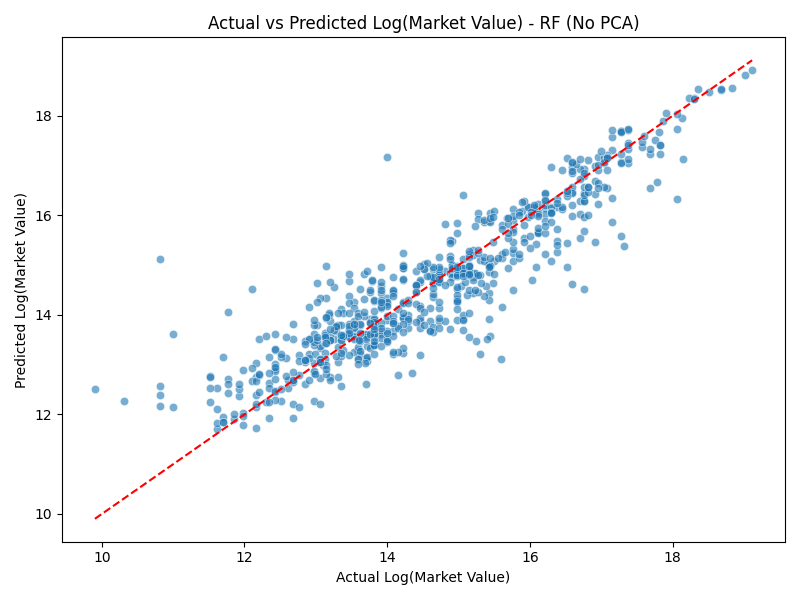 Actual vs Predicted Log(Market Value) - RF (No PCA)
Predicted Log(Market Value)
18
16
14
12
10
10 12 14 16 18
Actual Log(Market Value)